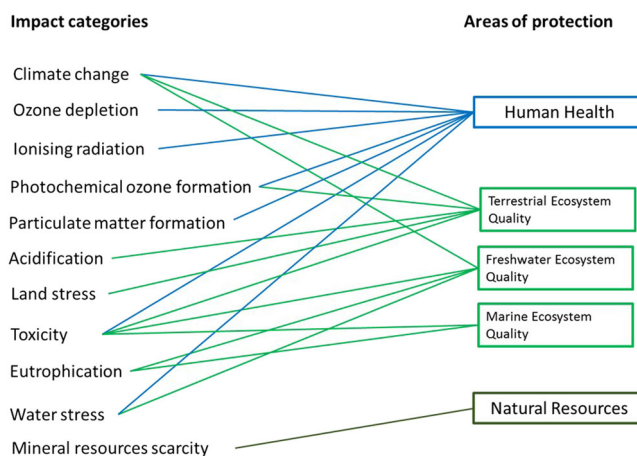 Impact categories
Areas of protection
Climate change
Ozone depletion
Ionising radiation
Photochemical ozone formation
Particulate matter formation
Acidification
Land stress
Toxicity
Eutrophication
Water stress
Mineral resources scarcity
Human Health
Terrestrial Ecosystem
Quality
Freshwater Ecosystem
Quality
Marine Ecosystem
Quality
Natural Resources